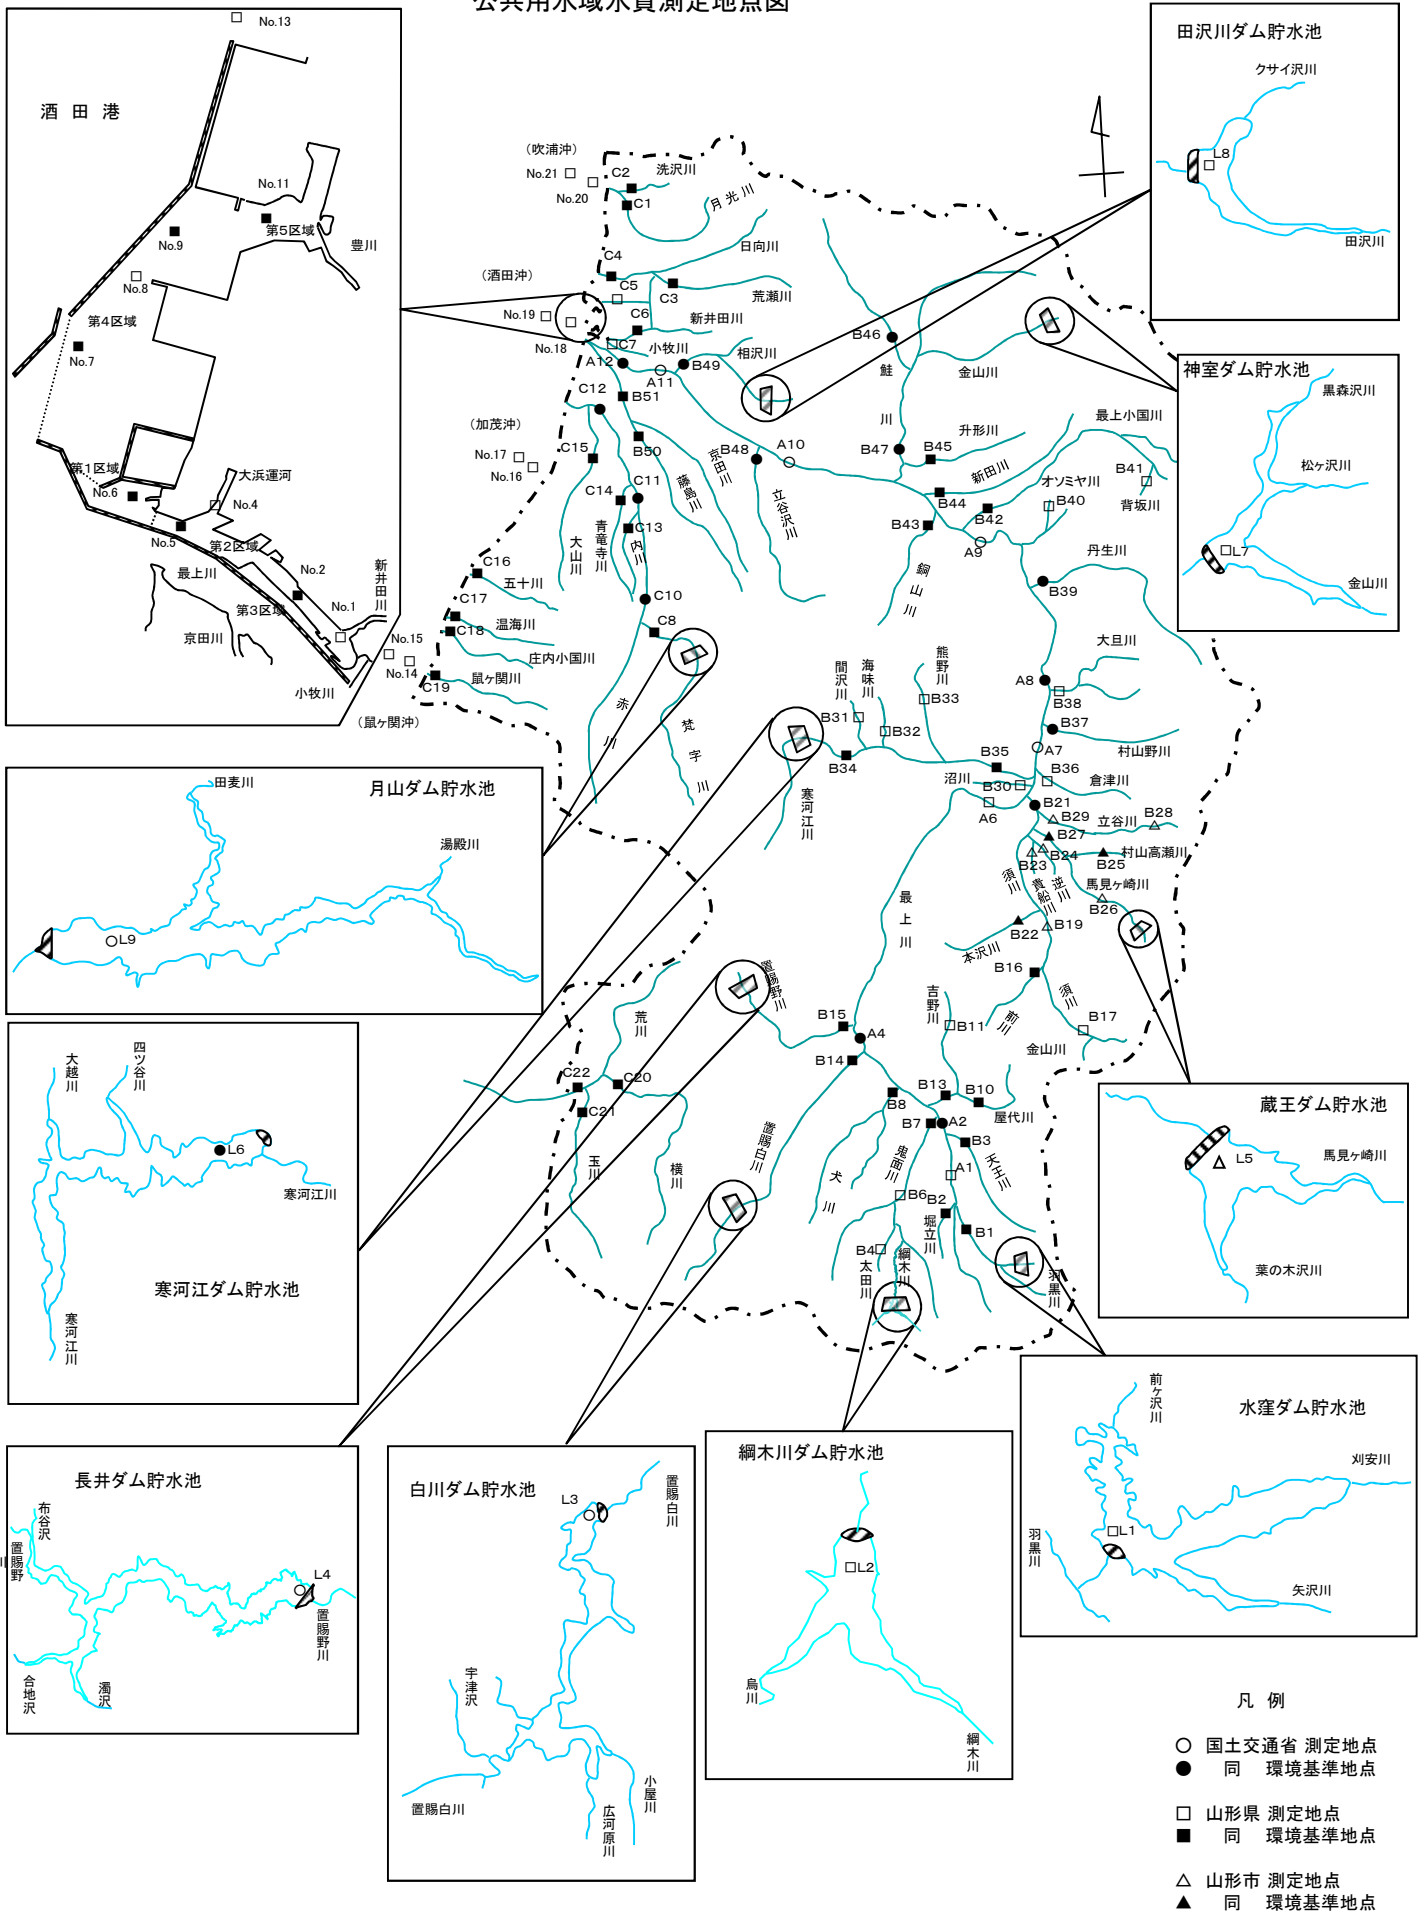 公共用水域水質測定地点図
酒田港
No.13
No.11
第5区域
豊川
No.9
No.8
第4区域
No.7
第1区域
大浜運河
No.6
No.4
No.5
第2区域
最上川
No.2
新井田川
第3区域
No.1
京田川
小牧川
No.15
No.14
(鼠ヶ関沖)
(吹浦沖)
No.21
No.20
C2
洗沢川
C1
月光川
日向川
C4
(酒田沖)
C5
C3
荒瀬川
No.19
No.18
C6
新井田川
C7
小牧川
相沢川
A12
A11
B49
C12
B51
(加茂沖)
No.17
No.16
C15
B50
藤島川
京田川
B48
A10
立谷沢川
C14
C11
C13
大山川
青竜寺川
内川
C16
五十川
C10
C17
温海川
C18
C8
庄内小国川
C19
鼠ヶ関川
赤川
梵字川
B46
鮭川
金山川
B47
B45
升形川
最上小国川
新田川
B41
背坂川
オソミヤ川
B40
B44
B42
B43
A9
銅山川
丹生川
B39
大旦川
A8
B38
B37
村山野川
A7
間沢川
海味川
熊野川
B31
B32
B33
B34
B35
寒河江川
沼川
B30
B36
倉津川
A6
B21
B29
B28
立谷川
B27
B24
B23
B25
村山高瀬川
須川
貴船川
逆川
馬見ヶ崎川
B26
B22
B19
本沢川
B16
須川
前川
B17
金山川
最上川
置賜野川
B15
A4
B14
吉野川
B11
荒川
C22
C20
C21
玉川
横川
置賜白川
B8
B13
B10
屋代川
B7
A2
B3
天王川
鬼面川
A1
犬川
B6
B2
堀立川
B1
B4
太田川
綱木川
羽黒川
田沢川ダム貯水池
クサイ沢川
L8
田沢川
神室ダム貯水池
黒森沢川
松ヶ沢川
L7
金山川
月山ダム貯水池
田麦川
湯殿川
L9
大越川
四ツ谷川
L6
寒河江川
寒河江ダム貯水池
寒河江川
蔵王ダム貯水池
L5
馬見ヶ崎川
葉の木沢川
長井ダム貯水池
布谷沢
置賜野川
L4
置賜野川
合地沢
濁沢
白川ダム貯水池
L3
置賜白川
宇津沢
置賜白川
広河原川
小屋川
綱木川ダム貯水池
L2
烏川
綱木川
水窪ダム貯水池
前ヶ沢川
刈安川
L1
羽黒川
矢沢川
凡 例
○ 国土交通省 測定地点
● 同 環境基準地点
□ 山形県 測定地点
■ 同 環境基準地点
△ 山形市 測定地点
▲ 同 環境基準地点